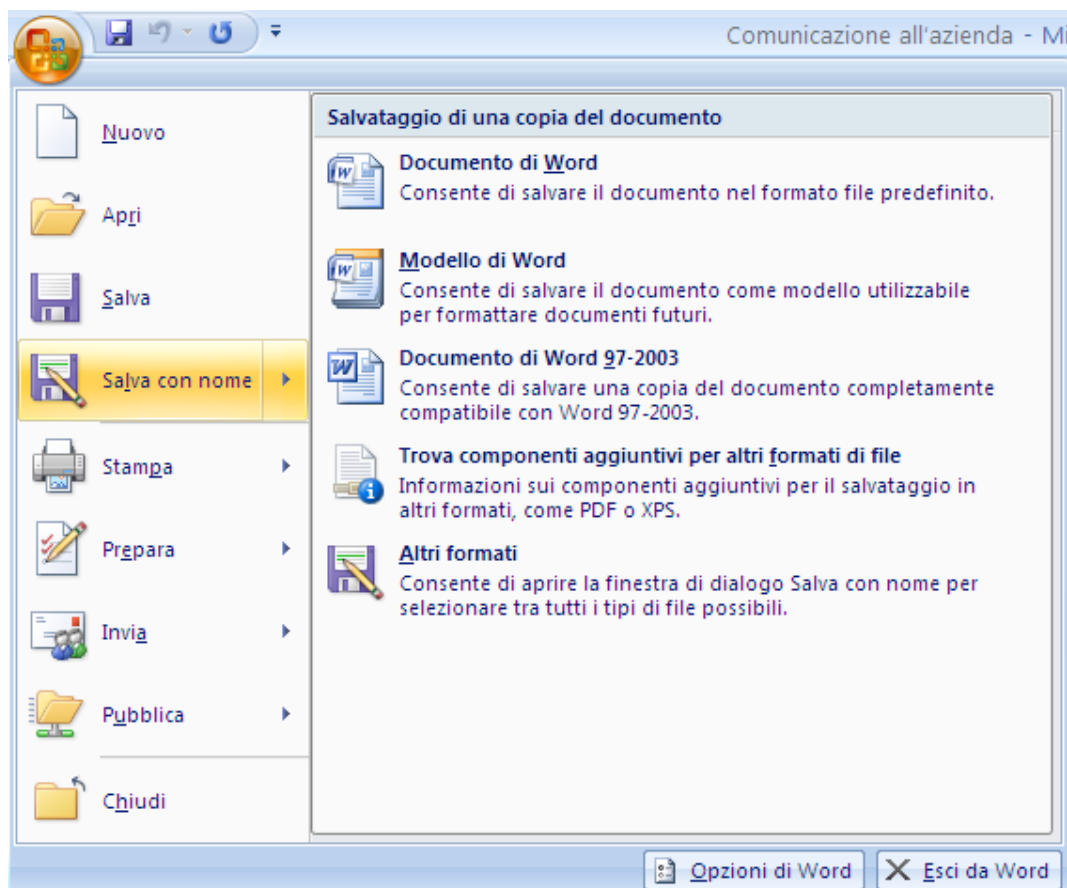 Comunicazione all'azienda - Mi
Nuovo
Apri
Salva
Salva con nome
Stampa
Prepara
Invia
Pubblica
Chiudi
Salvataggio di una copia del documento
Documento di Word
Consente di salvare il documento nel formato file predefinito.
Modello di Word
Consente di salvare il documento come modello utilizzabile
per formattare documenti futuri.
Documento di Word 97-2003
Consente di salvare una copia del documento completamente
compatibile con Word 97-2003.
Trova componenti aggiuntivi per altri formati di file
Informazioni sui componenti aggiuntivi per il salvataggio in
altri formati, come PDF o XPS.
Altri formati
Consente di aprire la finestra di dialogo Salva con nome per
selezionare tra tutti i tipi di file possibili.
Opzioni di Word
Esci da Word